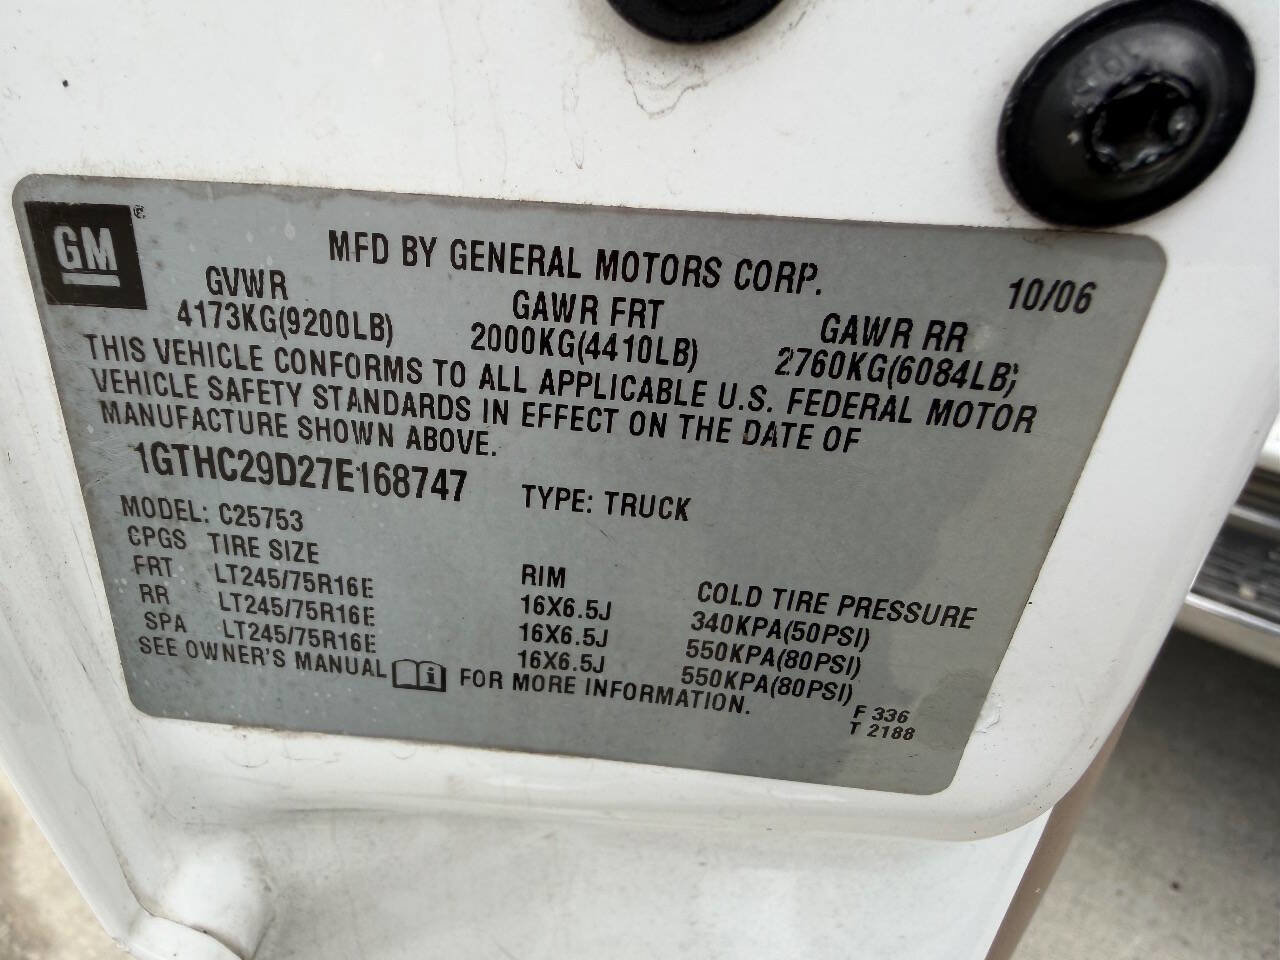 GM®
MFD BY GENERAL MOTORS CORP. 10/06
GVWR GAWR FRT GAWR RR
4173KG(9200LB) 2000KG(4410LB) 2760KG(6084LB)
THIS VEHICLE CONFORMS TO ALL APPLICABLE U.S. FEDERAL MOTOR
VEHICLE SAFETY STANDARDS IN EFFECT ON THE DATE OF
MANUFACTURE SHOWN ABOVE.
1GTHC29D27E168747 TYPE: TRUCK
MODEL: C25753
CPGS TIRE SIZE RIM COLD TIRE PRESSURE
FRT LT245/75R16E 16X6.5J 340KPA(50PSI)
RR LT245/75R16E 16X6.5J 550KPA(80PSI)
SPA LT245/75R16E 16X6.5J 550KPA(80PSI)
SEE OWNER'S MANUAL i FOR MORE INFORMATION.
F 336
T 2188